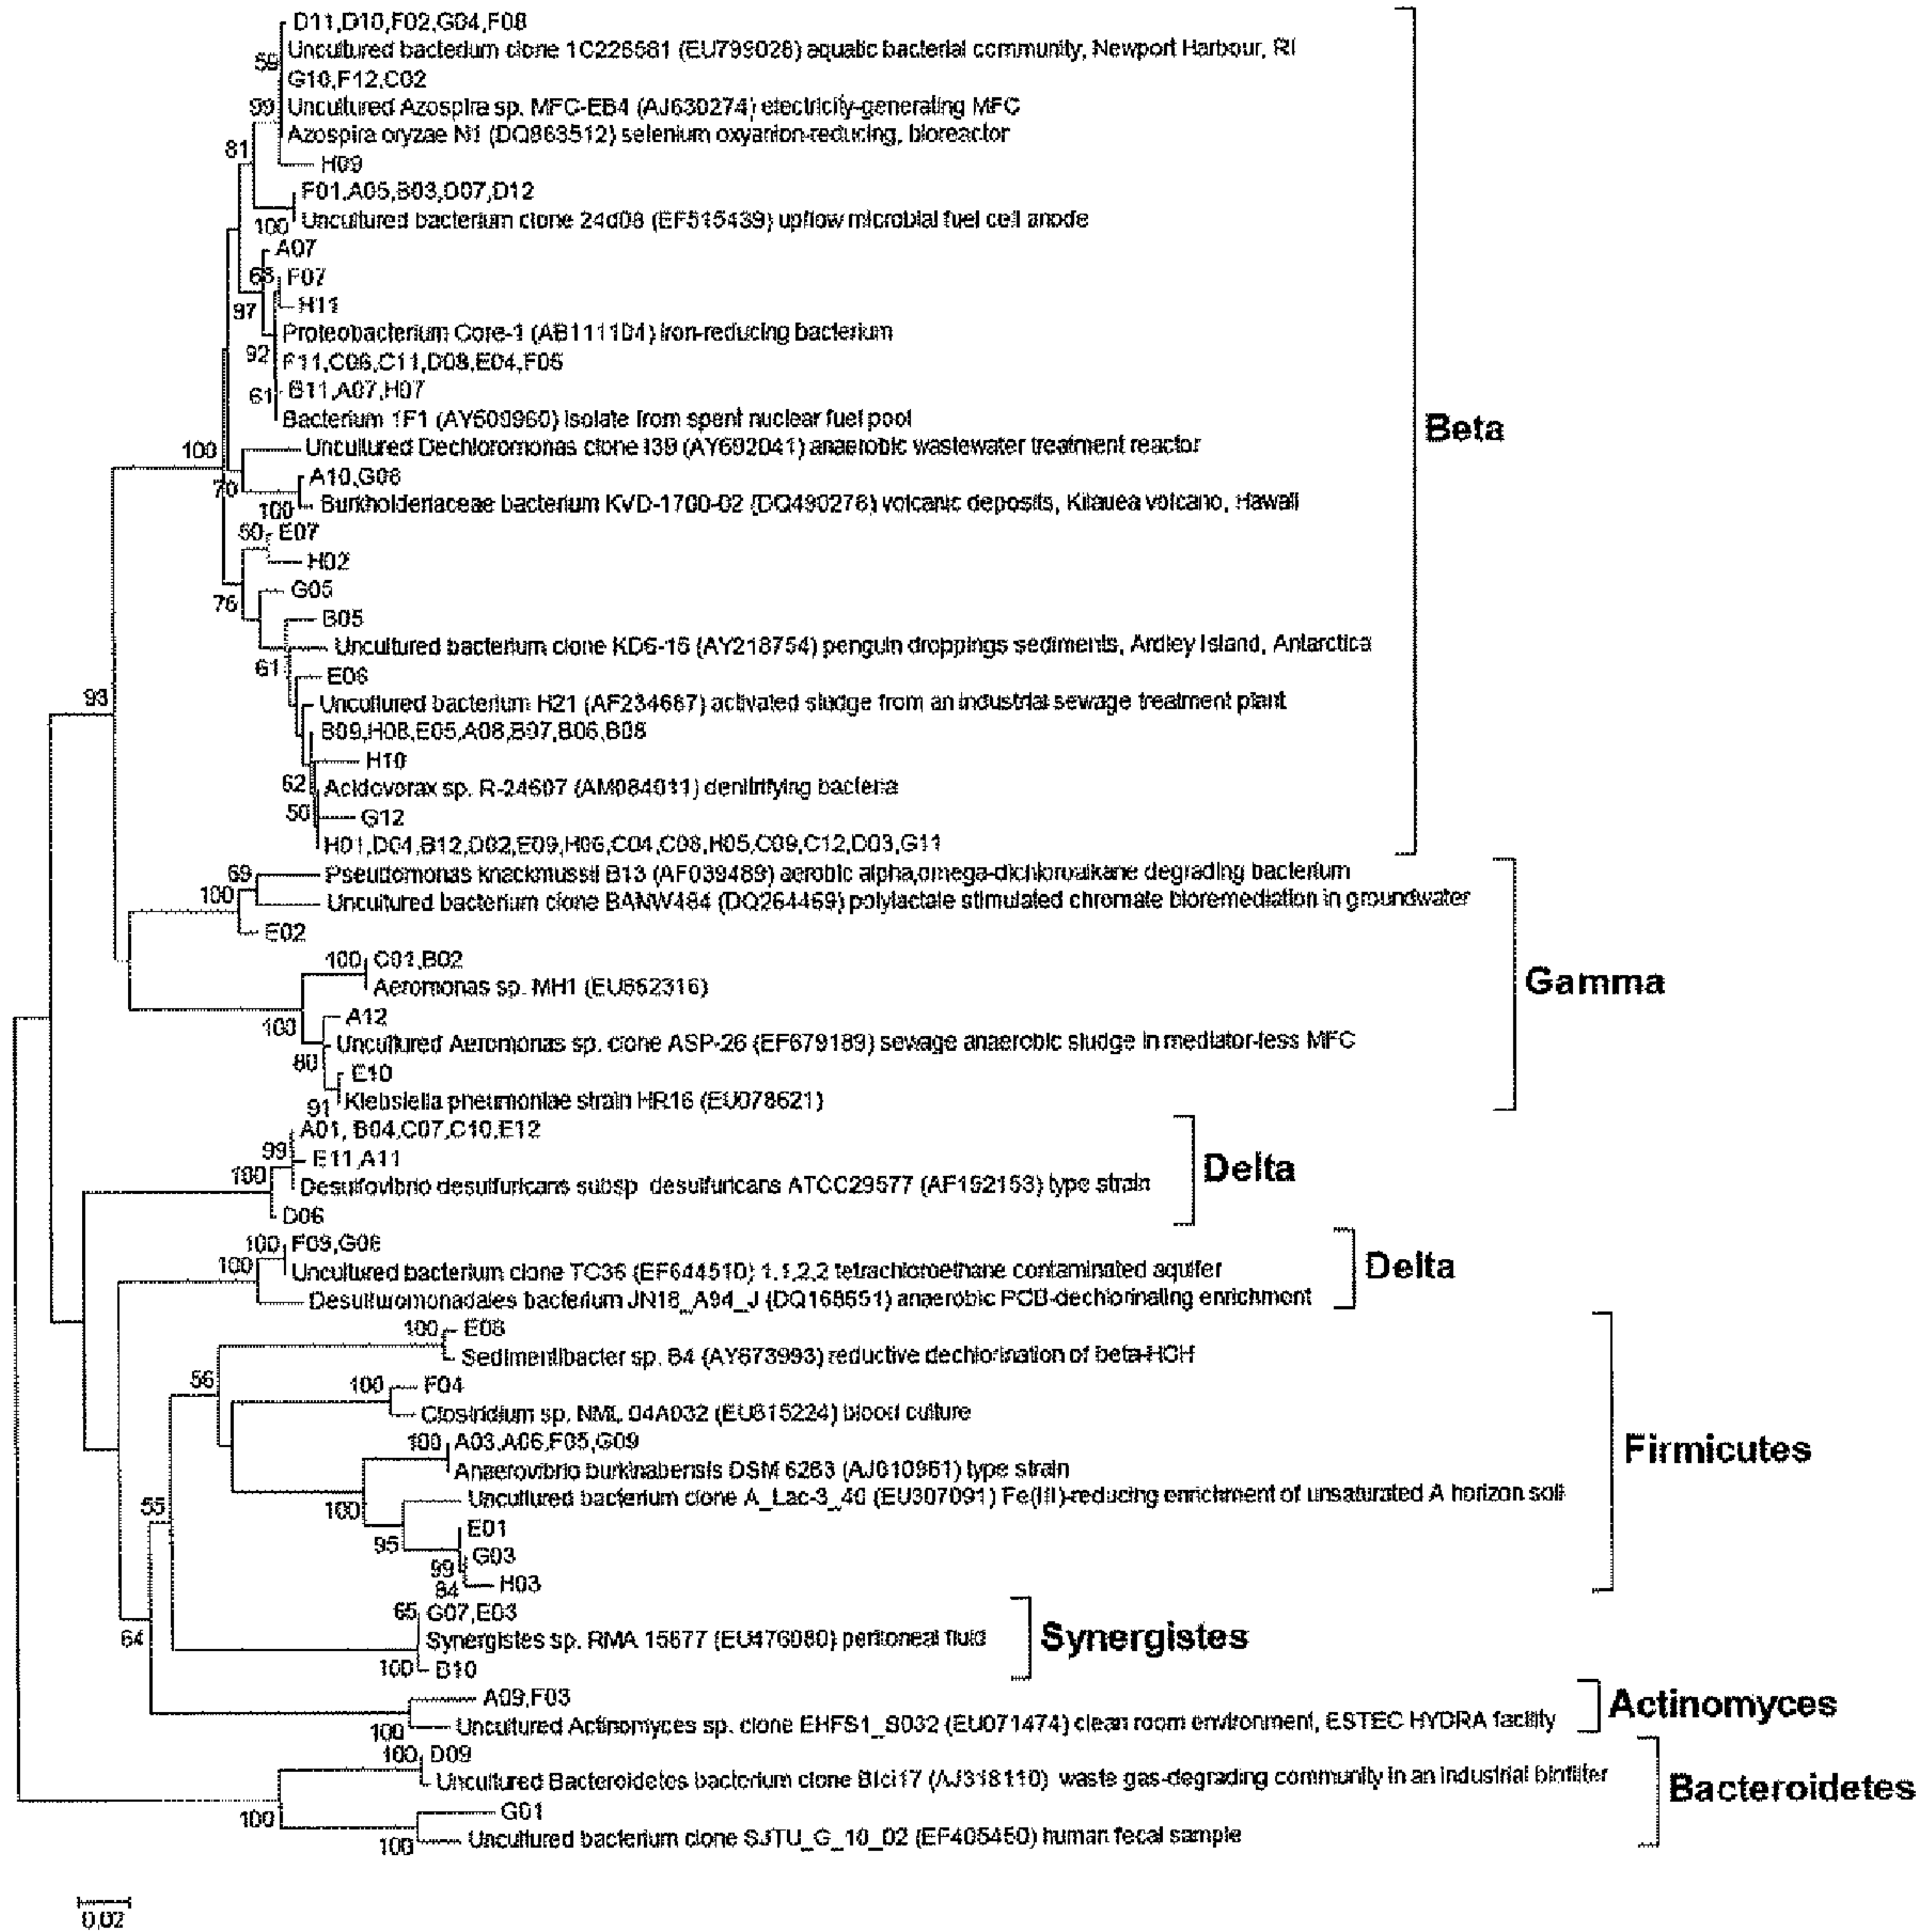 D11,D10,F02,G04,F08
Uncultured bacterium clone 1C226581 (EU799028) aquatic bacterial community, Newport Harbour, RI
59
G10,F12,C02
99
Uncultured Azospira sp. MFC-EB4 (AJ630274) electricity-generating MFC
Azospira oryzae N1 (DQ863512) selenium oxyanion-reducing, bioreactor
81
H09
F01,A05,B03,D07,D12
Uncultured bacterium clone 24d08 (EF515439) upflow microbial fuel cell anode
100
A07
68
F07
H11
97
Proteobacterium Core-1 (AB111104) iron-reducing bacterium
92
F11,C06,C11,D08,E04,F05
B11,A07,H07
61
Bacterium 1F1 (AY509960) isolate from spent nuclear fuel pool
Beta
Uncultured Dechloromonas clone I39 (AY692041) anaerobic wastewater treatment reactor
100
A10,G06
70
Burkholderiaceae bacterium KVD-1700-02 (DQ490276) volcanic deposits, Kilauea volcano, Hawaii
100
50
E07
H02
G05
76
B05
Uncultured bacterium clone KD6-15 (AY218754) penguin droppings sediments, Ardley Island, Antarctica
61
E06
93
Uncultured bacterium H21 (AF234687) activated sludge from an industrial sewage treatment plant
B09,H08,E05,A08,B07,B06,B08
H10
62
Acidovorax sp. R-24607 (AM084011) denitrifying bacteria
50
G12
H01,D04,B12,D02,E09,H06,C04,C08,H05,C09,C12,D03,G11
69
Pseudomonas knackmussii B13 (AF039489) aerobic alpha,omega-dichloroalkane degrading bacterium
100
Uncultured bacterium clone BANW484 (DQ264469) polylactate stimulated chromate bioremediation in groundwater
E02
100
C01,B02
Gamma
Aeromonas sp. MH1 (EU652316)
A12
100
Uncultured Aeromonas sp. clone ASP-26 (EF679189) sewage anaerobic sludge in mediator-less MFC
80
E10
Klebsiella pneumoniae strain HR16 (EU078621)
91
A01, B04,C07,C10,E12
99
E11,A11
Delta
100
Desulfovibrio desulfuricans subsp. desulfuricans ATCC29577 (AF192153) type strain
D06
100
F09,G08
100
Delta
Uncultured bacterium clone TC36 (EF644510) 1,1,2,2 tetrachloroethane contaminated aquifer
Desulfuromonadales bacterium JN18_A94_J (DQ168651) anaerobic PCB-dechlorinating enrichment
100
E08
Sedimentibacter sp. B4 (AY673993) reductive dechlorination of beta-HCH
56
100
F04
Clostridium sp. NML 04A032 (EU815224) blood culture
100
A03,A06,F05,G09
Firmicutes
Anaerovibrio burkinabensis DSM 6283 (AJ010961) type strain
Uncultured bacterium clone A_Lac-3_40 (EU307091) Fe(III)-reducing enrichment of unsaturated A horizon soil
55
100
E01
95
G03
99
84
H03
65
G07,E03
64
Synergistes sp. RMA 15677 (EU476080) peritoneal fluid
Synergistes
100
B10
A09,F03
Actinomyces
Uncultured Actinomyces sp. clone EHFS1_S032 (EU071474) clean room environment, ESTEC HYDRA facility
100
100
D09
Uncultured Bacteroidetes bacterium clone BIci17 (AJ318110) waste gas-degrading community in an industrial biofilter
Bacteroidetes
100
G01
Uncultured bacterium clone SJTU_G_10_02 (EF405450) human fecal sample
100
0.02